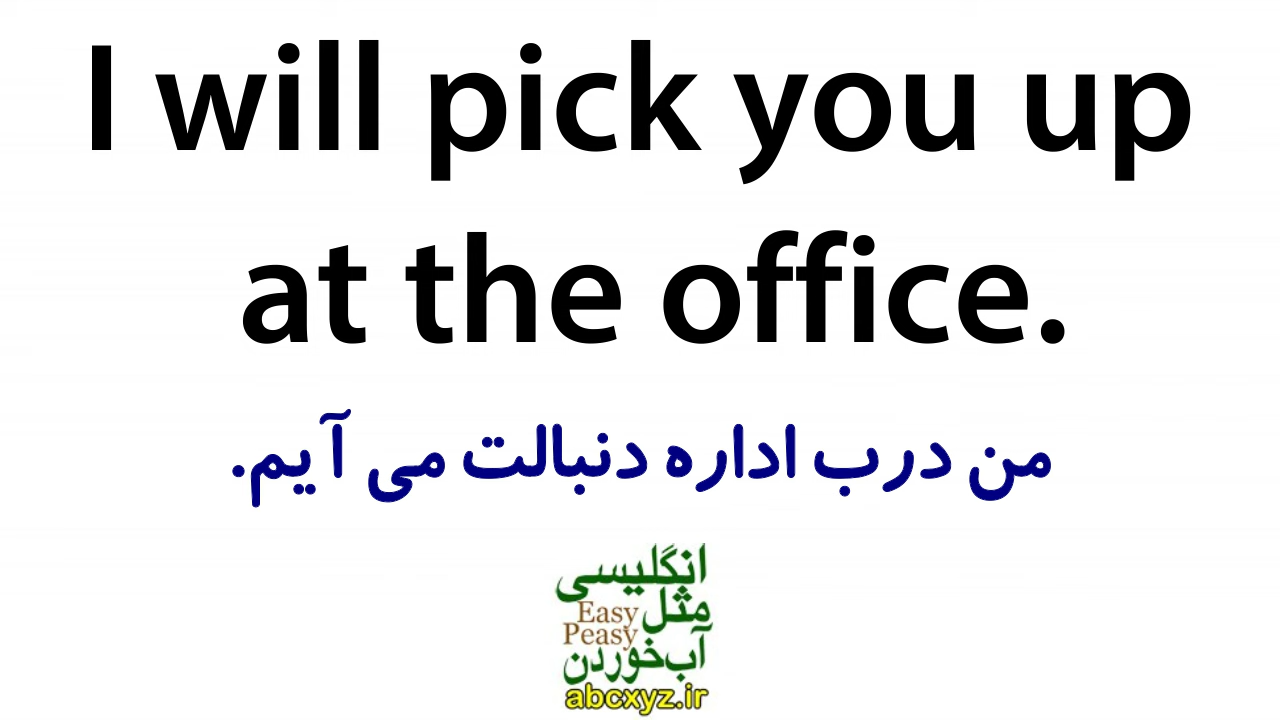 I will pick you up
at the office.
من درب اداره دنبالت می آیم.
انگلیسی
مثل
Easy
Peasy
آب خوردن
abcxyz.ir